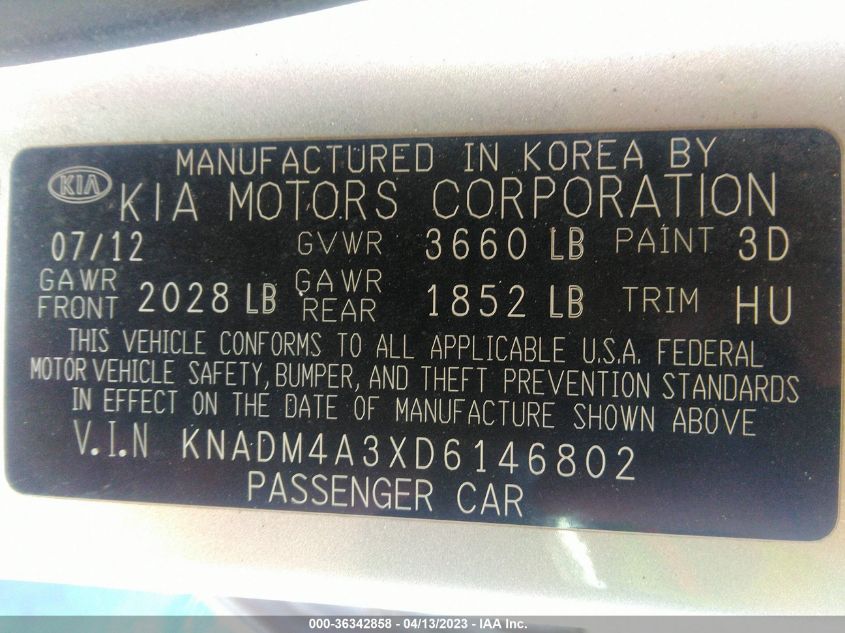 MANUFACTURED IN KOREA BY
KIA KIA MOTORS CORPORATION
07/12 GVWR 3660 LB PAINT 3D
GAWR FRONT 2028 LB GAWR REAR 1852 LB TRIM HU
THIS VEHICLE CONFORMS TO ALL APPLICABLE U.S.A. FEDERAL
MOTOR VEHICLE SAFETY, BUMPER, AND THEFT PREVENTION STANDARDS
IN EFFECT ON THE DATE OF MANUFACTURE SHOWN ABOVE
V.I.N KNADM4A3XD6146802
PASSENGER CAR
000-36342858 - 04/13/2023 - IAA Inc.